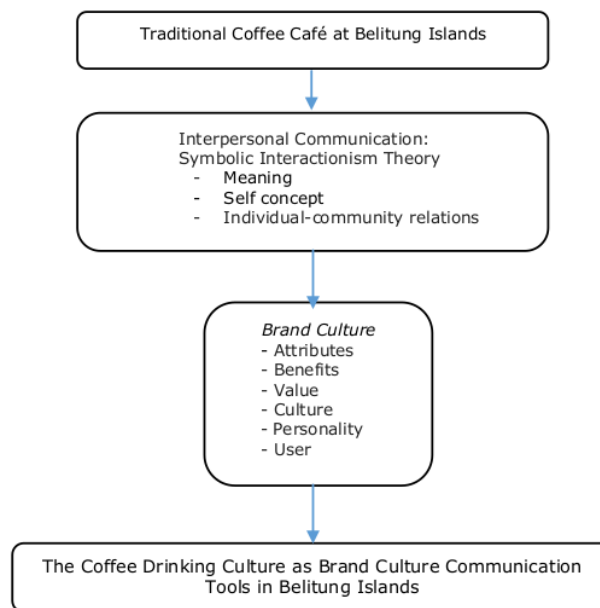 Traditional Coffee Café at Belitung Islands
Interpersonal Communication:
Symbolic Interactionism Theory
- Meaning
- Self concept
- Individual-community relations
Brand Culture
- Attributes
- Benefits
- Value
- Culture
- Personality
- User
The Coffee Drinking Culture as Brand Culture Communication
Tools in Belitung Islands